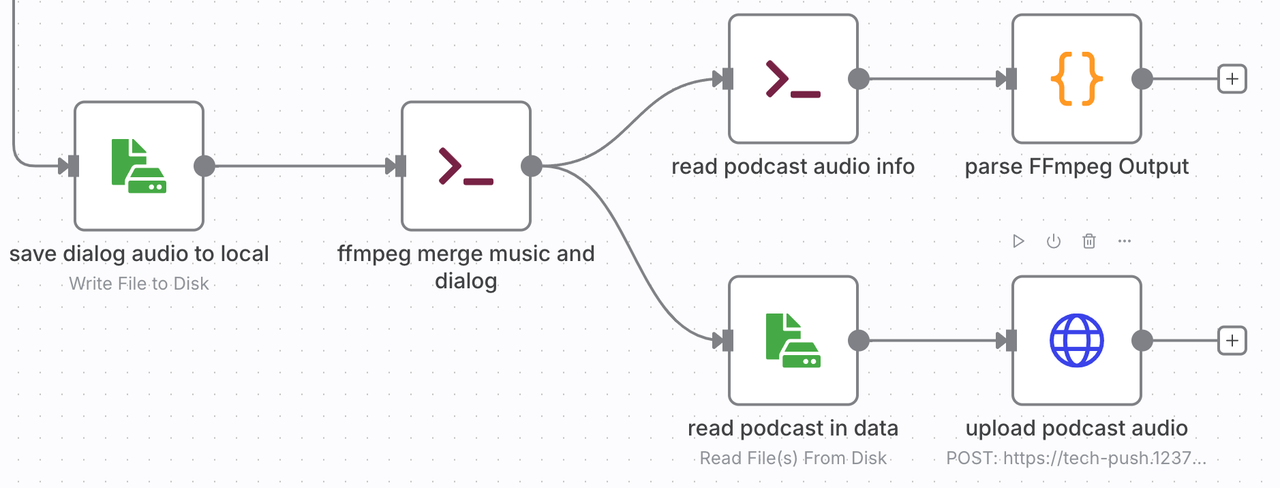 read podcast audio info
parse FFmpeg Output
save dialog audio to local
Write File to Disk
ffmpeg merge music and
dialog
read podcast in data
Read File(s) From Disk
upload podcast audio
POST: https://tech-push.1237...